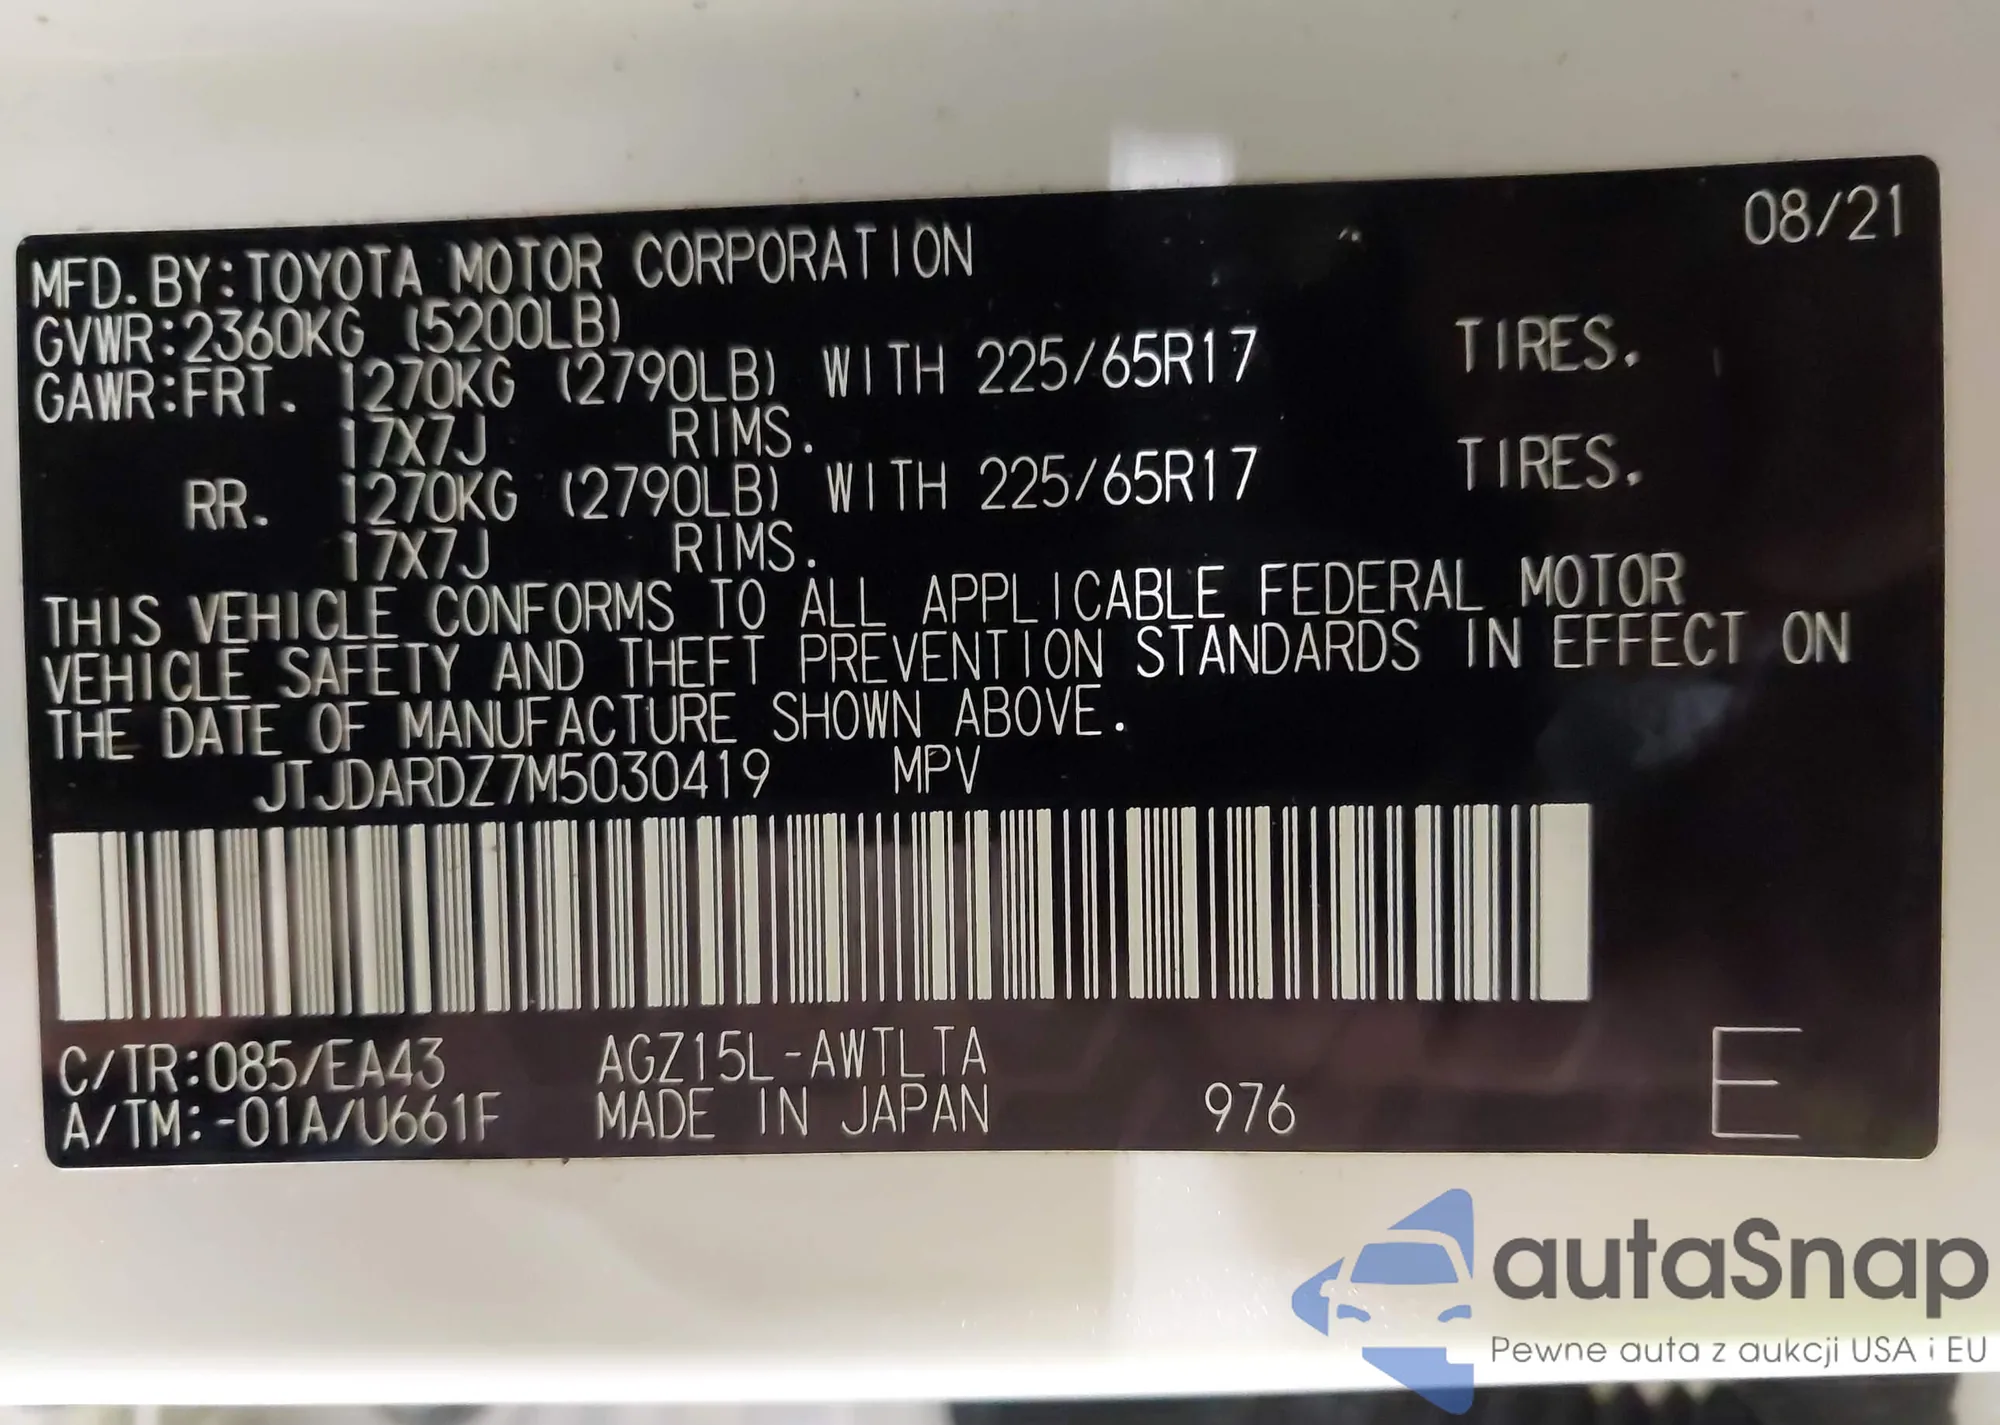 08/21
MFD. BY:TOYOTA MOTOR CORPORATION
GVWR:2360KG (5200LB)
GAWR:FRT. 1270KG (2790LB) WITH 225/65R17 TIRES.
17X7J RIMS.
RR. 1270KG (2790LB) WITH 225/65R17 TIRES.
17X7J RIMS.
THIS VEHICLE CONFORMS TO ALL APPLICABLE FEDERAL MOTOR
VEHICLE SAFETY AND THEFT PREVENTION STANDARDS IN EFFECT ON
THE DATE OF MANUFACTURE SHOWN ABOVE.
JTJDARDZ7M5030419 MPV
C/TR:085/EA43 AGZ15L-AWTLTA
A/TM:-01A/U661F MADE IN JAPAN 976 E
autaSnap
Pewne auta z aukcji USA i EU